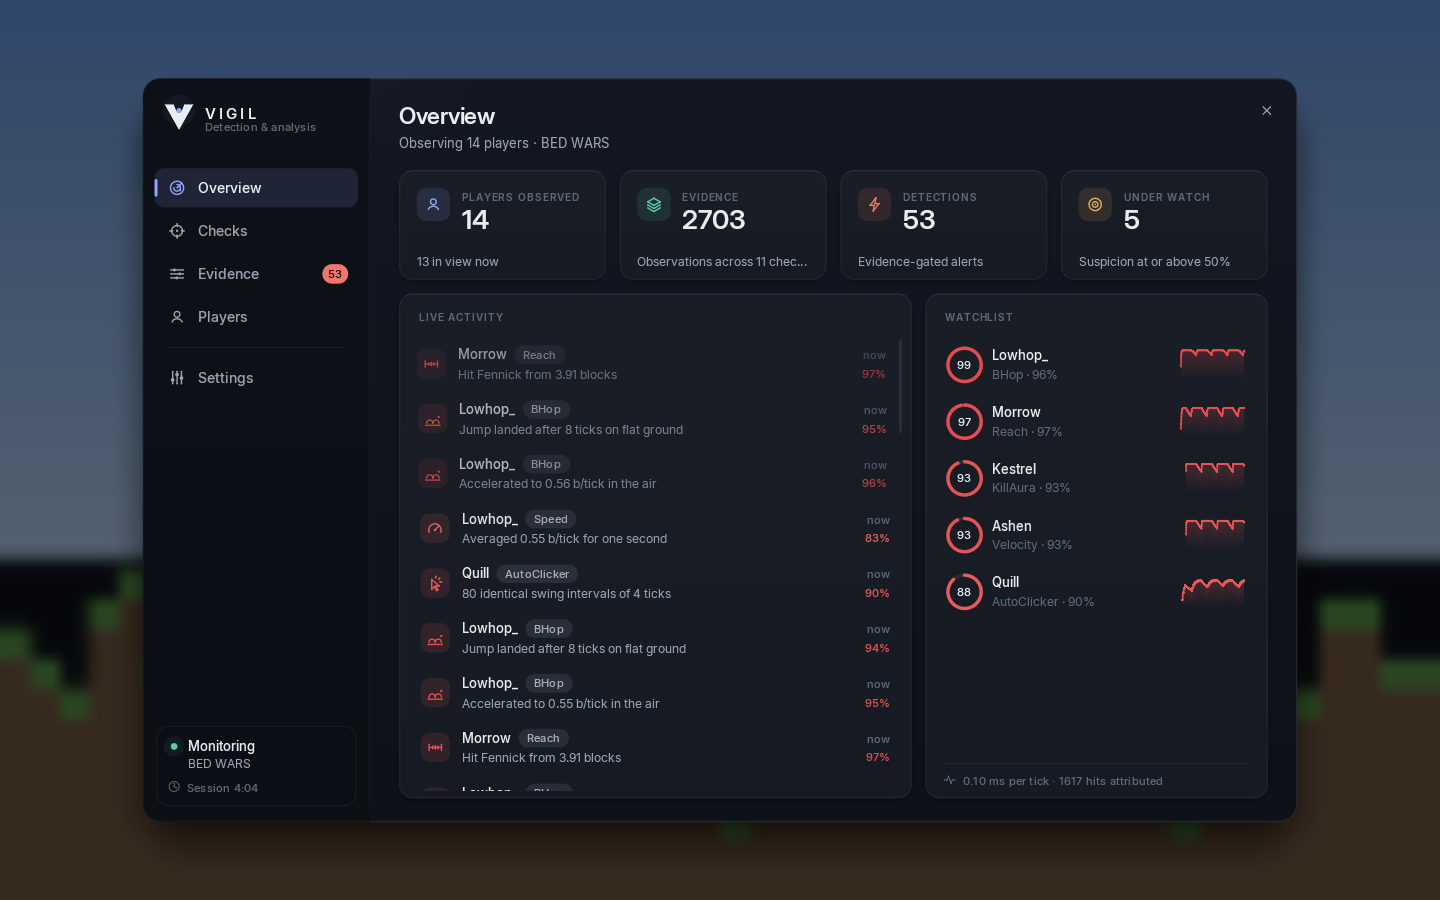 VIGIL
Detection & analysis
Overview
Checks
Evidence 53
Players
Settings
Monitoring
BED WARS
Session 4:04
Overview
Observing 14 players · BED WARS
PLAYERS OBSERVED
14
13 in view now
EVIDENCE
2703
Observations across 11 chec...
DETECTIONS
53
Evidence-gated alerts
UNDER WATCH
5
Suspicion at or above 50%
LIVE ACTIVITY
Morrow Reach now
Hit Fennick from 3.91 blocks 97%
Lowhop_ BHop now
Jump landed after 8 ticks on flat ground 95%
Lowhop_ BHop now
Accelerated to 0.56 b/tick in the air 96%
Lowhop_ Speed now
Averaged 0.55 b/tick for one second 83%
Quill AutoClicker now
80 identical swing intervals of 4 ticks 90%
Lowhop_ BHop now
Jump landed after 8 ticks on flat ground 94%
Lowhop_ BHop now
Accelerated to 0.55 b/tick in the air 95%
Morrow Reach now
Hit Fennick from 3.91 blocks 97%
WATCHLIST
99 Lowhop_
BHop · 96%
97 Morrow
Reach · 97%
93 Kestrel
KillAura · 93%
93 Ashen
Velocity · 93%
88 Quill
AutoClicker · 90%
0.10 ms per tick · 1617 hits attributed